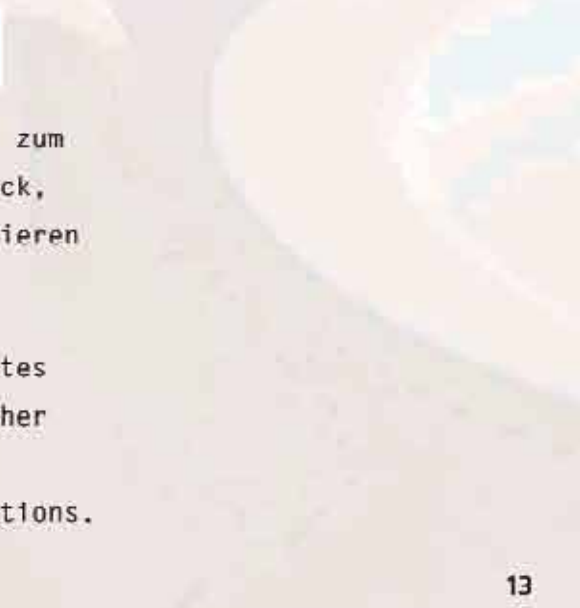 zum
ck,
ieren
tes
her
tions.
13